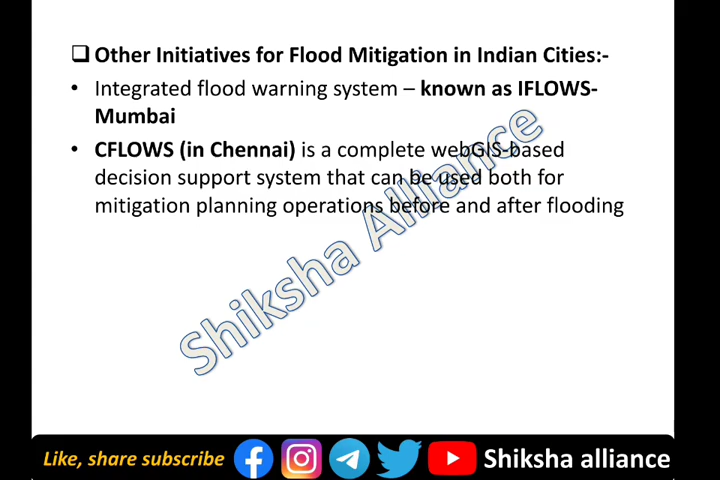 ❑ Other Initiatives for Flood Mitigation in Indian Cities:-
• Integrated flood warning system – known as IFLOWS-
Mumbai
• CFLOWS (in Chennai) is a complete webGIS-based
decision support system that can be used both for
mitigation planning operations before and after flooding
Shiksha Alliance
Like, share subscribe
Shiksha alliance